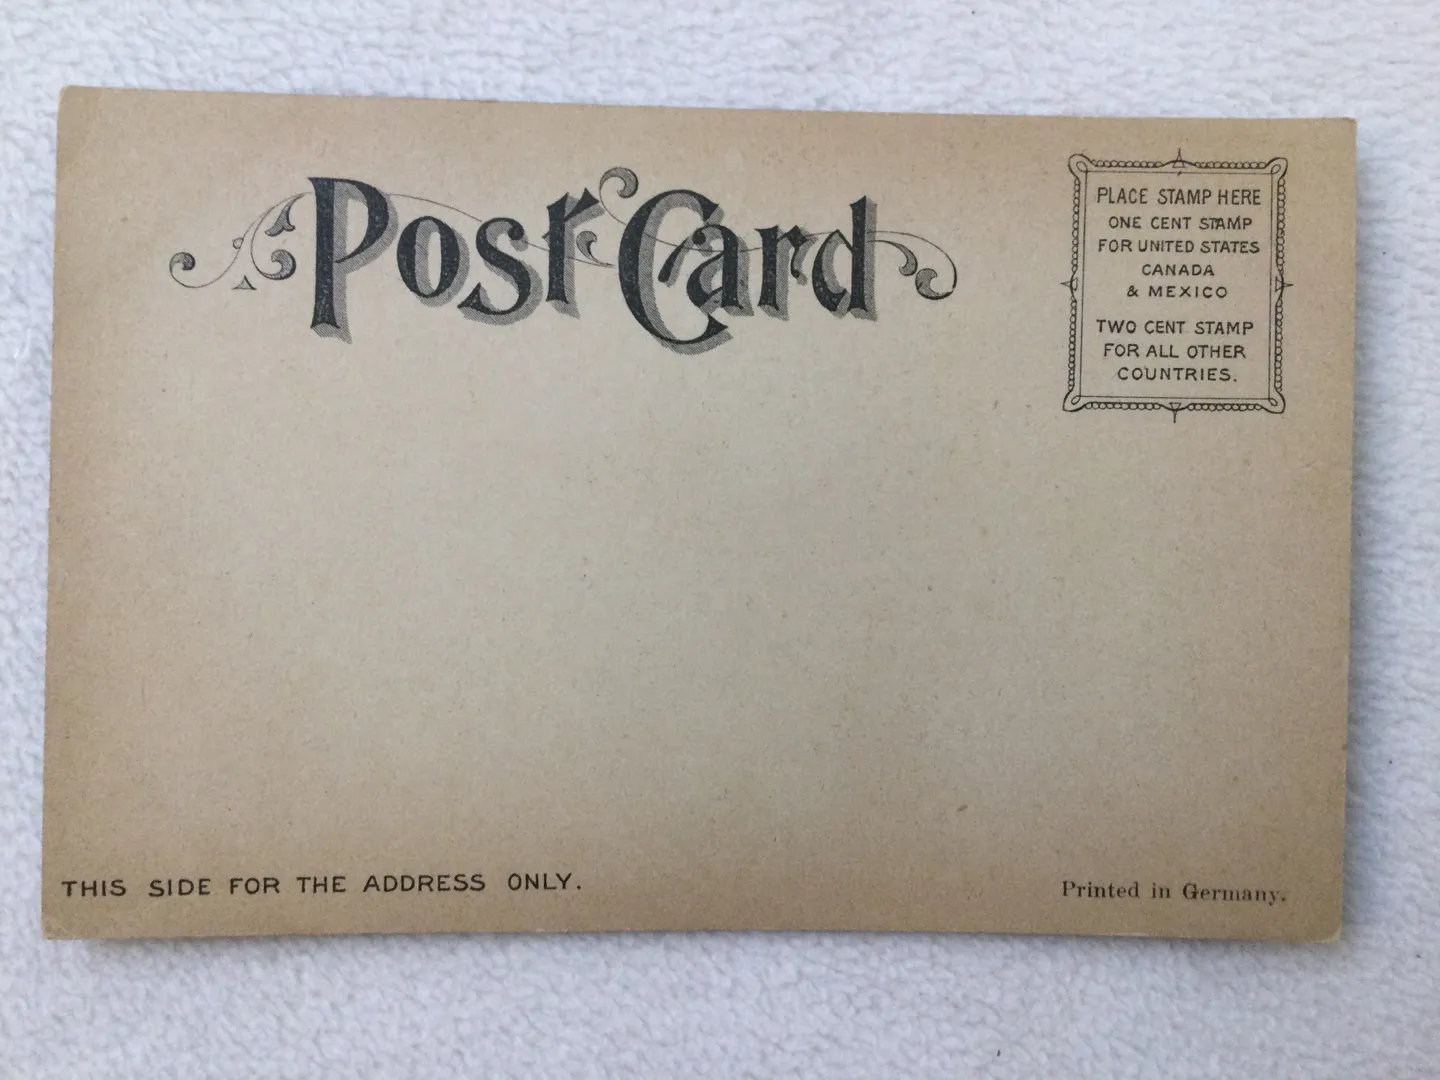 Post Card
PLACE STAMP HERE
ONE CENT STAMP
FOR UNITED STATES
CANADA
& MEXICO
TWO CENT STAMP
FOR ALL OTHER
COUNTRIES.
THIS SIDE FOR THE ADDRESS ONLY.
Printed in Germany.